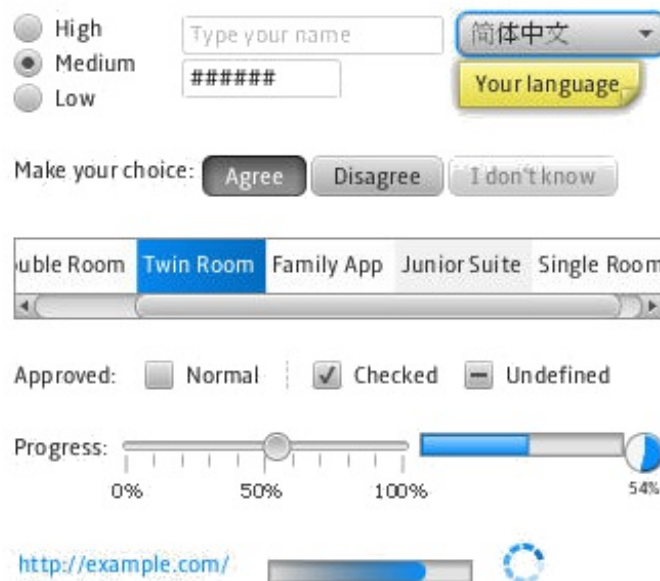 High
Type your name
简体中文
Medium
######
Your language
Low
Make your choice: Agree Disagree I don't know
uble Room Twin Room Family App Junior Suite Single Room
Approved: Normal Checked Undefined
Progress:
0% 50% 100% 54%
http://example.com/